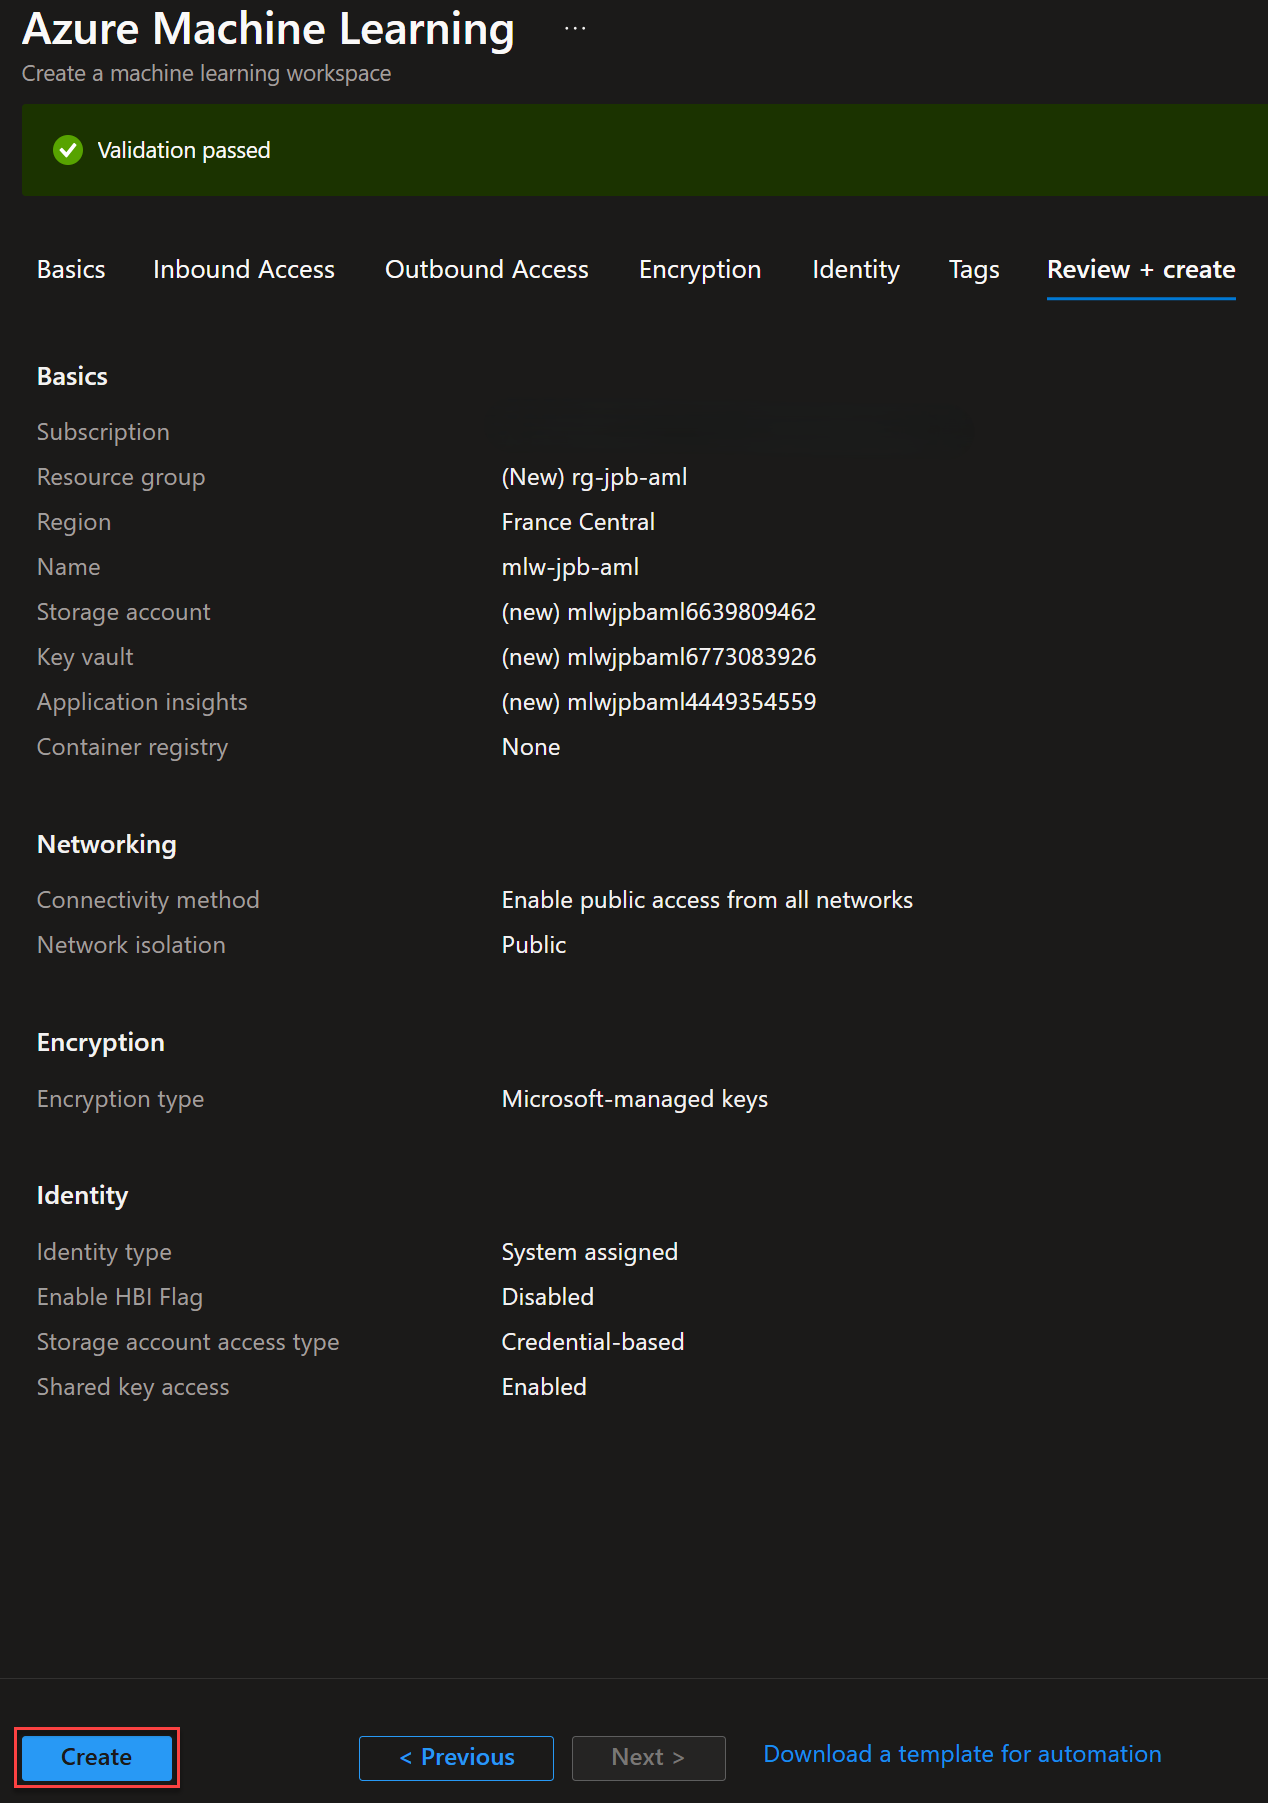 Azure Machine Learning ...
Create a machine learning workspace
Validation passed
Basics Inbound Access Outbound Access Encryption Identity Tags Review + create
Basics
Subscription
Resource group (New) rg-jpb-aml
Region France Central
Name mlw-jpb-aml
Storage account (new) mlwjpbaml6639809462
Key vault (new) mlwjpbaml6773083926
Application insights (new) mlwjpbaml4449354559
Container registry None
Networking
Connectivity method Enable public access from all networks
Network isolation Public
Encryption
Encryption type Microsoft-managed keys
Identity
Identity type System assigned
Enable HBI Flag Disabled
Storage account access type Credential-based
Shared key access Enabled
Create < Previous Next > Download a template for automation